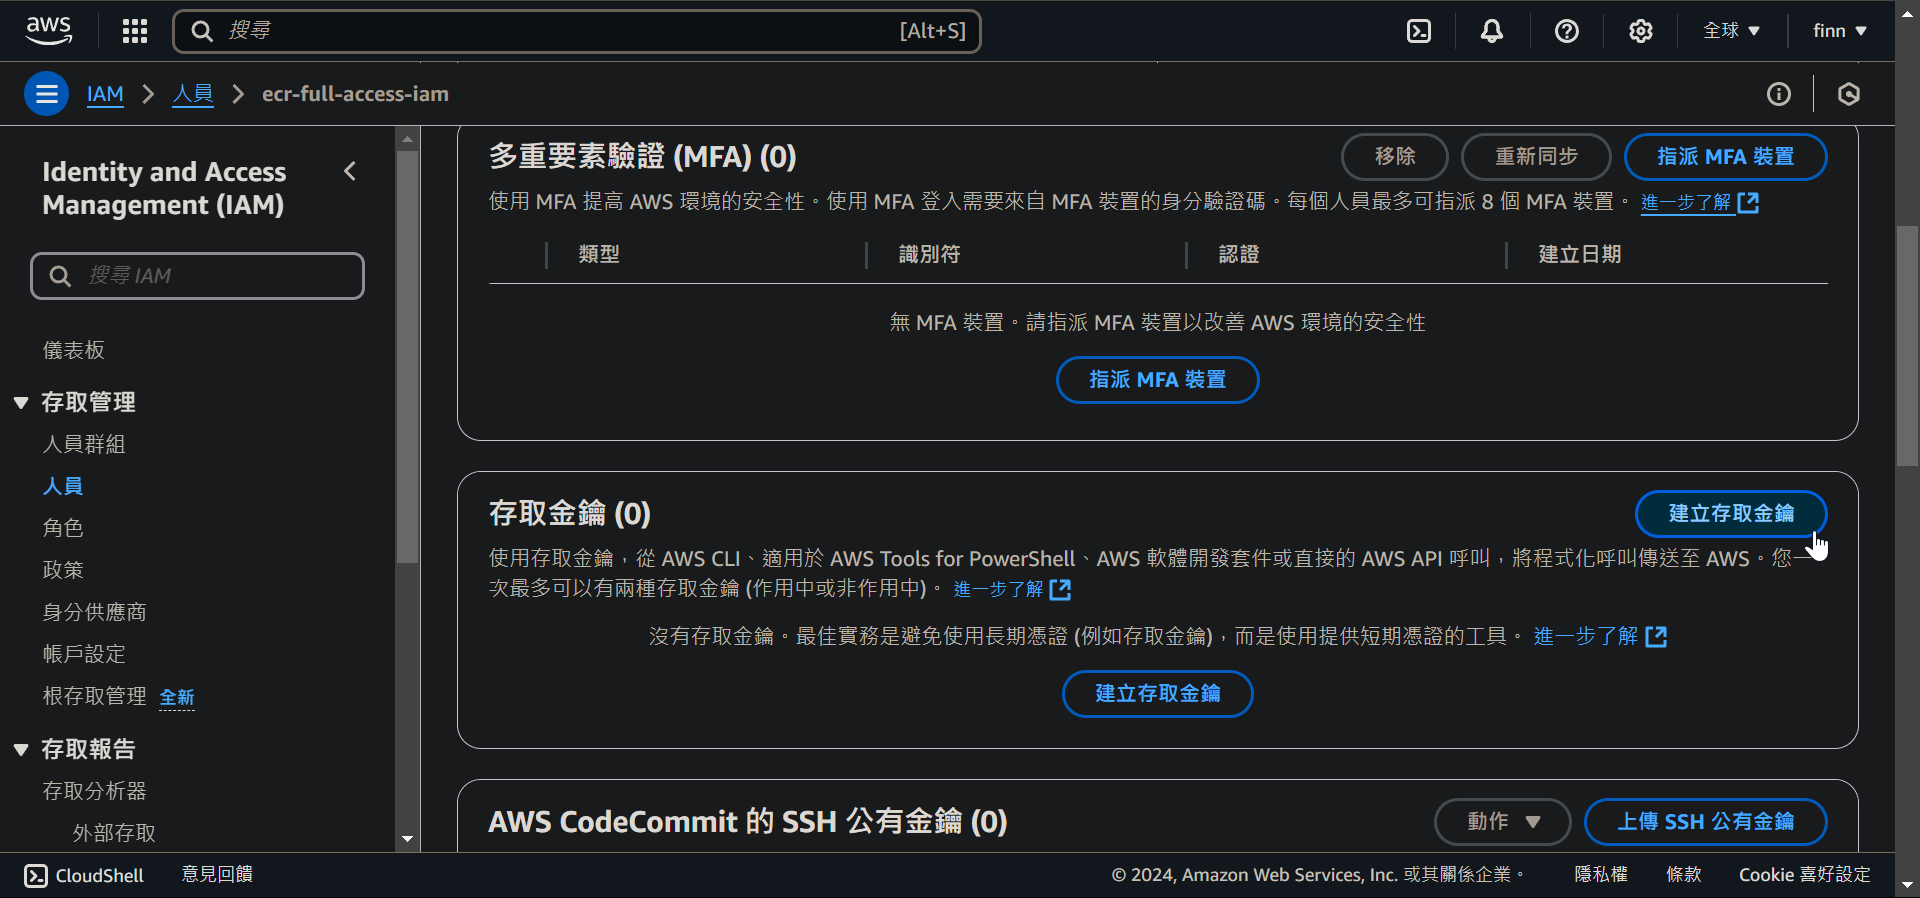 aws
搜尋
[Alt+S]
全球
finn
IAM
人員
ecr-full-access-iam
Identity and Access
Management (IAM)
搜尋 IAM
儀表板
存取管理
人員群組
人員
角色
政策
身分供應商
帳戶設定
根存取管理 全新
存取報告
存取分析器
外部存取
多重要素驗證 (MFA) (0)
移除
重新同步
指派 MFA 裝置
使用 MFA 提高 AWS 環境的安全性。使用 MFA 登入需要來自 MFA 裝置的身分驗證碼。每個人員最多可指派 8 個 MFA 裝置。 進一步了解
類型
識別符
認證
建立日期
無 MFA 裝置。請指派 MFA 裝置以改善 AWS 環境的安全性
指派 MFA 裝置
存取金鑰 (0)
建立存取金鑰
使用存取金鑰，從 AWS CLI、適用於 AWS Tools for PowerShell、AWS 軟體開發套件或直接的 AWS API 呼叫，將程式化呼叫傳送至 AWS。您一
次最多可以有兩種存取金鑰 (作用中或非作用中)。 進一步了解
沒有存取金鑰。最佳實務是避免使用長期憑證 (例如存取金鑰)，而是使用提供短期憑證的工具。 進一步了解
建立存取金鑰
AWS CodeCommit 的 SSH 公有金鑰 (0)
動作
上傳 SSH 公有金鑰
CloudShell
意見回饋
© 2024, Amazon Web Services, Inc. 或其關係企業。
隱私權
條款
Cookie 喜好設定